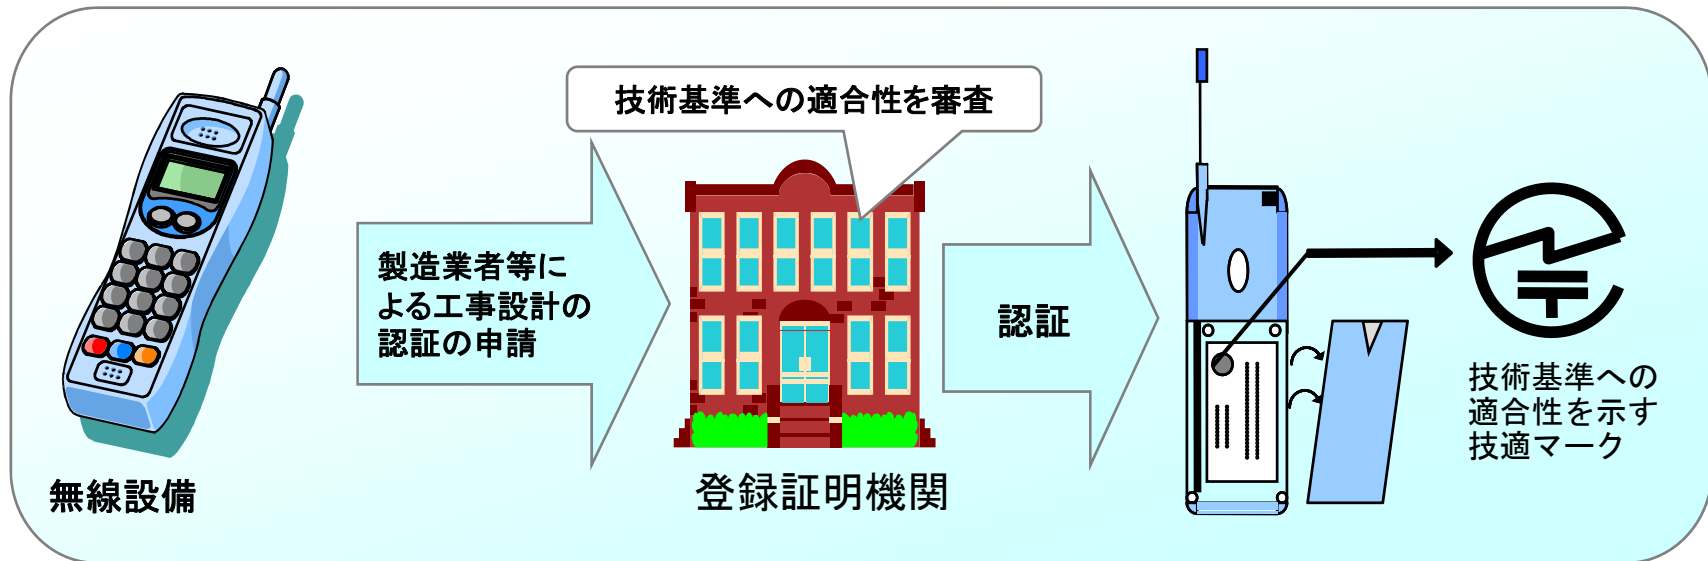 技術基準への適合性を審査
製造業者等に
よる工事設計の
認証の申請
認証
無線設備
登録証明機関
技術基準への
適合性を示す
技適マーク